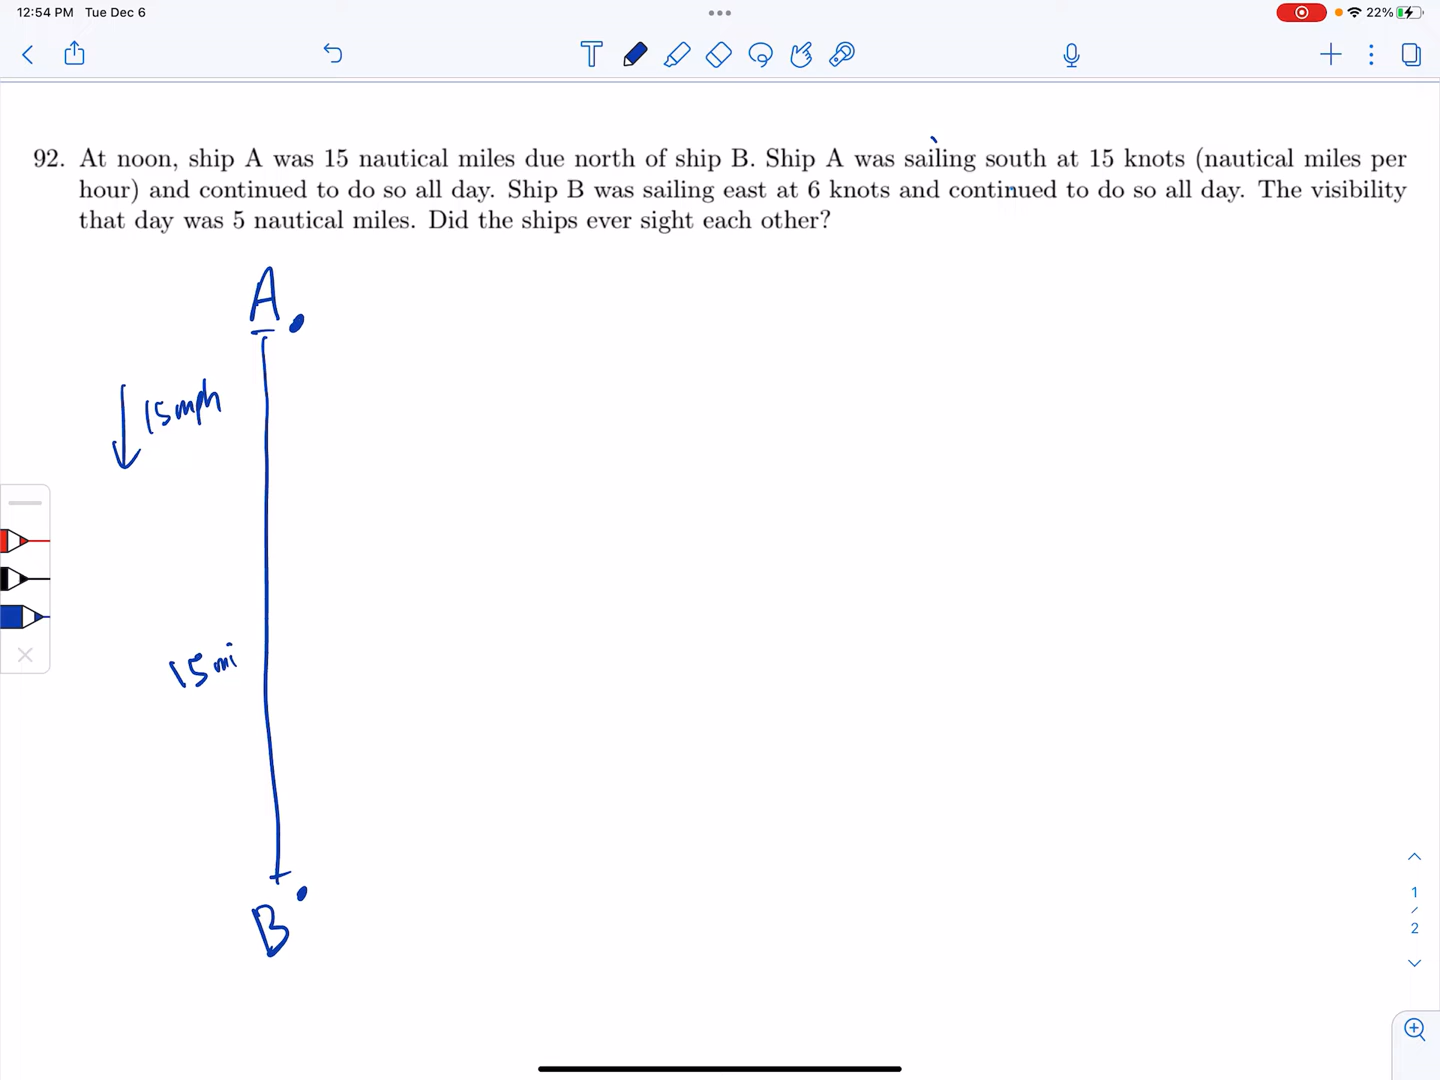 12:54 PM Tue Dec 6
22%
T
92. At noon, ship A was 15 nautical miles due north of ship B. Ship A was sailing south at 15 knots (nautical miles per
hour) and continued to do so all day. Ship B was sailing east at 6 knots and continued to do so all day. The visibility
that day was 5 nautical miles. Did the ships ever sight each other?
A
15mph
15 mi
B
1
/
2